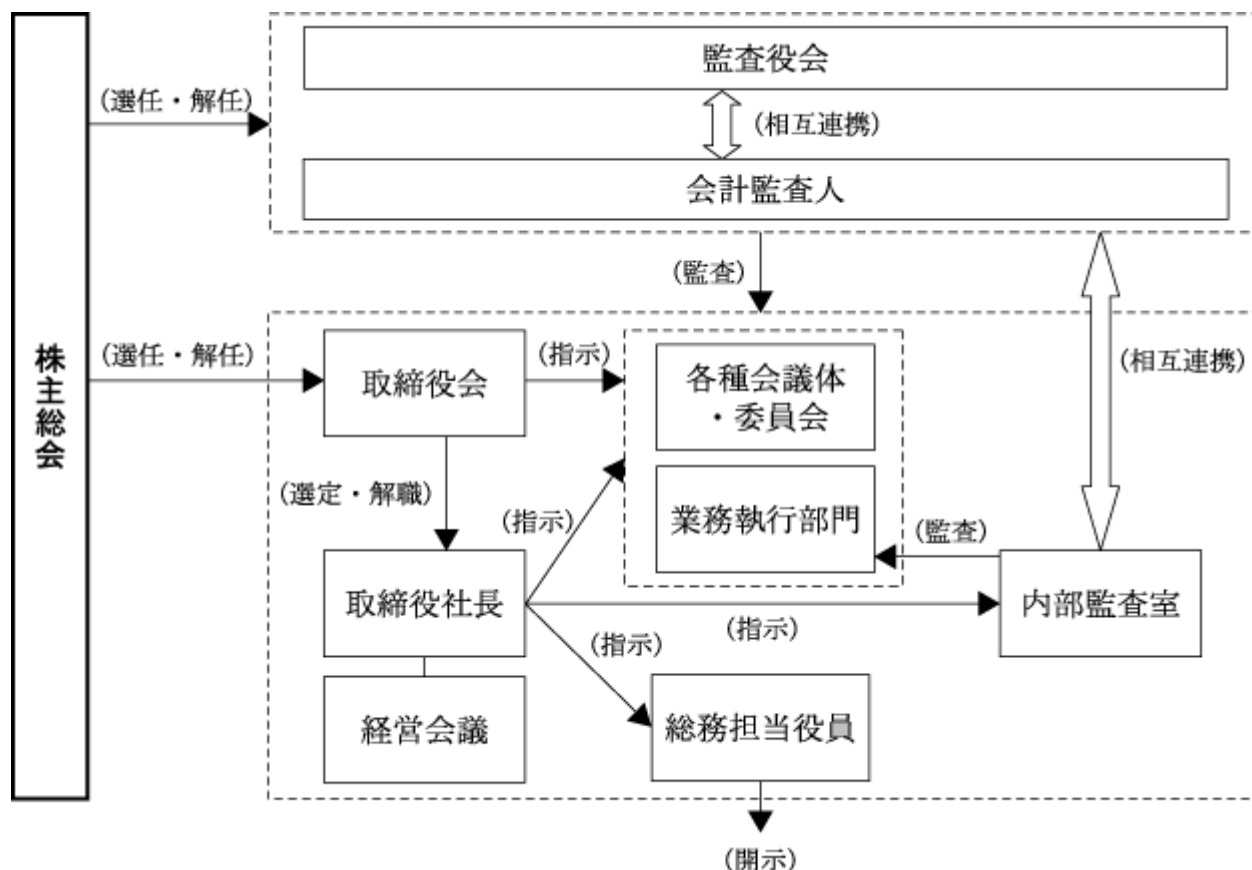 監査役会
(選任・解任)
(相互連携)
会計監査人
(監査)
株主総会
(選任・解任)
取締役会
(指示)
各種会議体
・委員会
(相互連携)
(選定・解職)
(指示)
業務執行部門
(監査)
取締役社長
(指示)
内部監査室
(指示)
経営会議
総務担当役員
(開示)